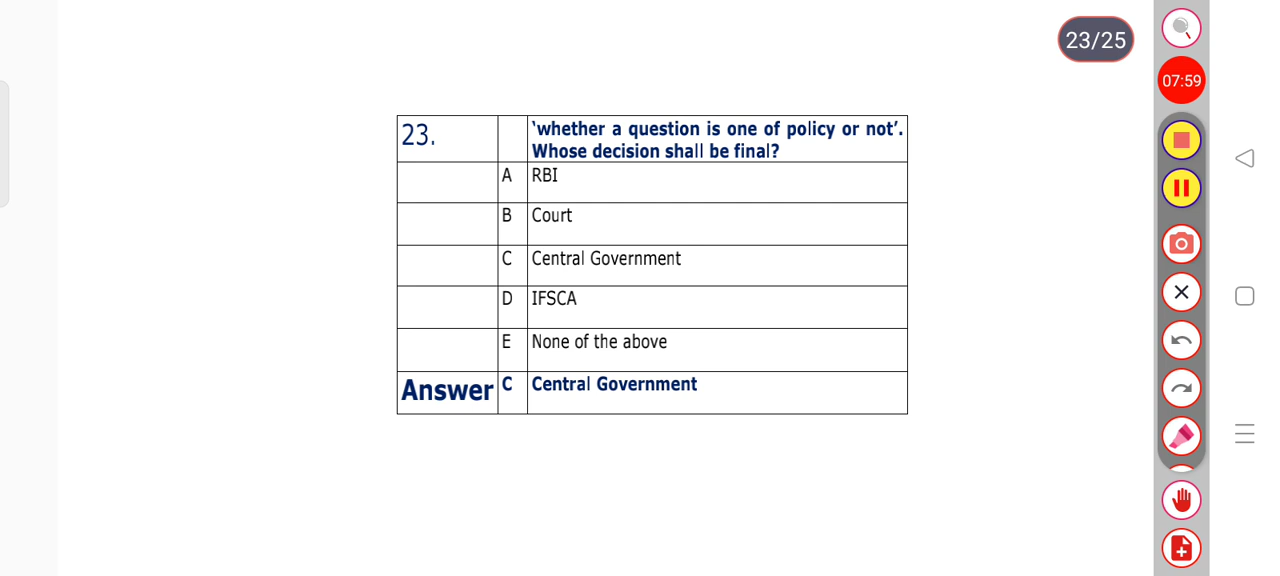 23/25
07:59
23. 'whether a question is one of policy or not'.
Whose decision shall be final?
A RBI
B Court
C Central Government
D IFSCA
E None of the above
Answer C Central Government